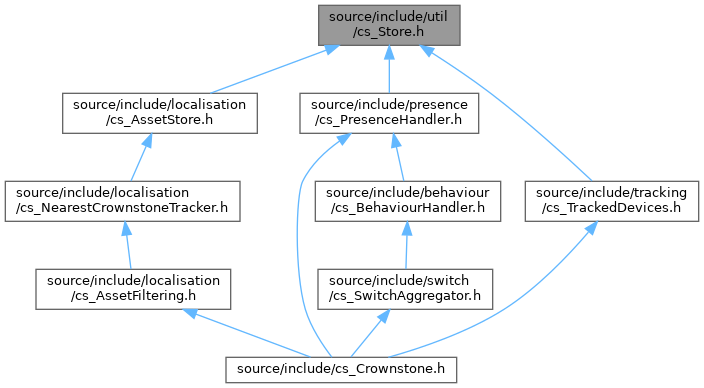 source/include/util
/cs_Store.h
source/include/localisation
/cs_AssetStore.h
source/include/presence
/cs_PresenceHandler.h
source/include/localisation
/cs_NearestCrownstoneTracker.h
source/include/behaviour
/cs_BehaviourHandler.h
source/include/tracking
/cs_TrackedDevices.h
source/include/localisation
/cs_AssetFiltering.h
source/include/switch
/cs_SwitchAggregator.h
source/include/cs_Crownstone.h